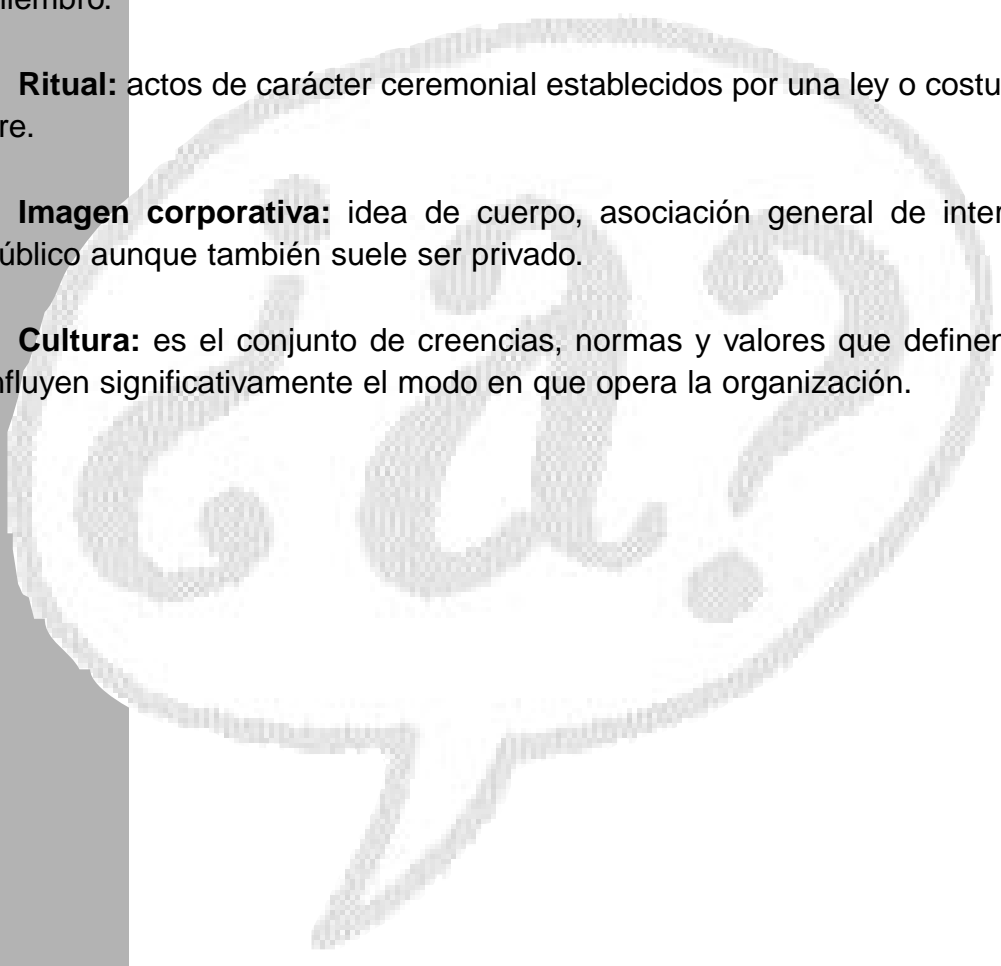 niembro.
Ritual: actos de carácter ceremonial establecidos por una ley o costu
re.
Imagen corporativa: idea de cuerpo, asociación general de inter
úblico aunque también suele ser privado.
Cultura: es el conjunto de creencias, normas y valores que definen
nfluyen significativamente el modo en que opera la organización.
¿a?